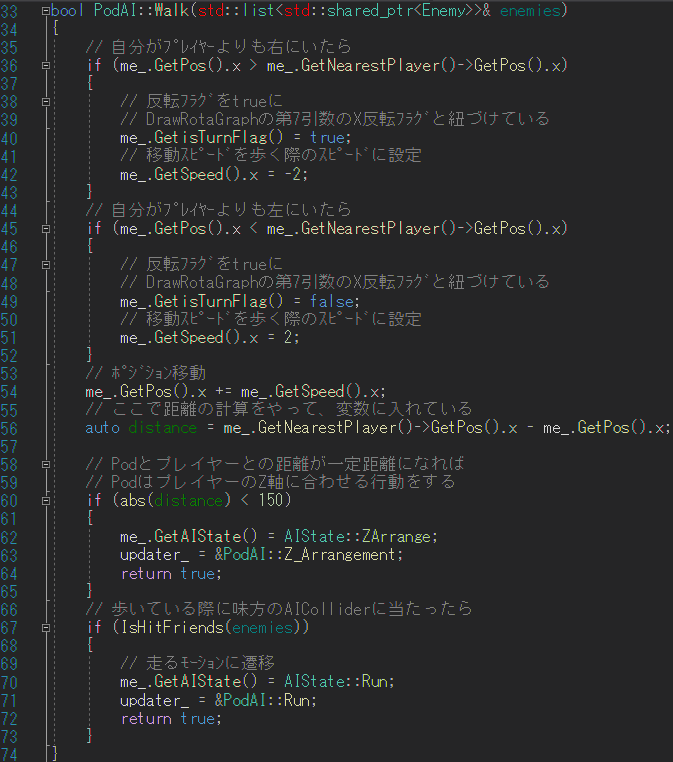 33 bool PodAI::Walk(std::list<std::shared_ptr<Enemy>>& enemies)
34 {
35 // 自分がﾌﾟﾚｲﾔｰよりも右にいたら
36 if (me_.GetPos().x > me_.GetNearestPlayer()->GetPos().x)
37 {
38 // 反転ﾌﾗｸﾞをtrueに
39 // DrawRotaGraphの第7引数のX反転ﾌﾗｸﾞと紐づけている
40 me_.GetisTurnFlag() = true;
41 // 移動ｽﾋﾟｰﾄﾞを歩く際のｽﾋﾟｰﾄﾞに設定
42 me_.GetSpeed().x = -2;
43 }
44 // 自分がﾌﾟﾚｲﾔｰよりも左にいたら
45 if (me_.GetPos().x < me_.GetNearestPlayer()->GetPos().x)
46 {
47 // 反転ﾌﾗｸﾞをtrueに
48 // DrawRotaGraphの第7引数のX反転ﾌﾗｸﾞと紐づけている
49 me_.GetisTurnFlag() = false;
50 // 移動ｽﾋﾟｰﾄﾞを歩く際のｽﾋﾟｰﾄﾞに設定
51 me_.GetSpeed().x = 2;
52 }
53 // ﾎﾟｼﾞｼｮﾝ移動
54 me_.GetPos().x += me_.GetSpeed().x;
55 // ここで距離の計算をやって、変数に入れている
56 auto distance = me_.GetNearestPlayer()->GetPos().x - me_.GetPos().x;
57
58 // Podとプレイヤーとの距離が一定距離になれば
59 // PodはプレイヤーのZ軸に合わせる行動をする
60 if (abs(distance) < 150)
61 {
62 me_.GetAIState() = AIState::ZArrange;
63 updater_ = &PodAI::Z_Arrangement;
64 return true;
65 }
66 // 歩いている際に味方のAIColliderに当たったら
67 if (IsHitFriends(enemies))
68 {
69 // 走るﾓｰｼｮﾝに遷移
70 me_.GetAIState() = AIState::Run;
71 updater_ = &PodAI::Run;
72 return true;
73 }
74 }